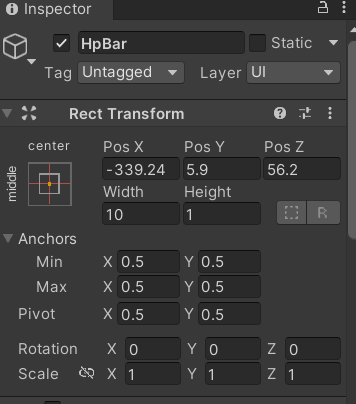 Inspector
HpBar Static
Tag Untagged Layer UI
Rect Transform
center Pos X Pos Y Pos Z
middle -339.24 5.9 56.2
Width Height
10 1 R
Anchors
Min X 0.5 Y 0.5
Max X 0.5 Y 0.5
Pivot X 0.5 Y 0.5
Rotation X 0 Y 0 Z 0
Scale X 1 Y 1 Z 1